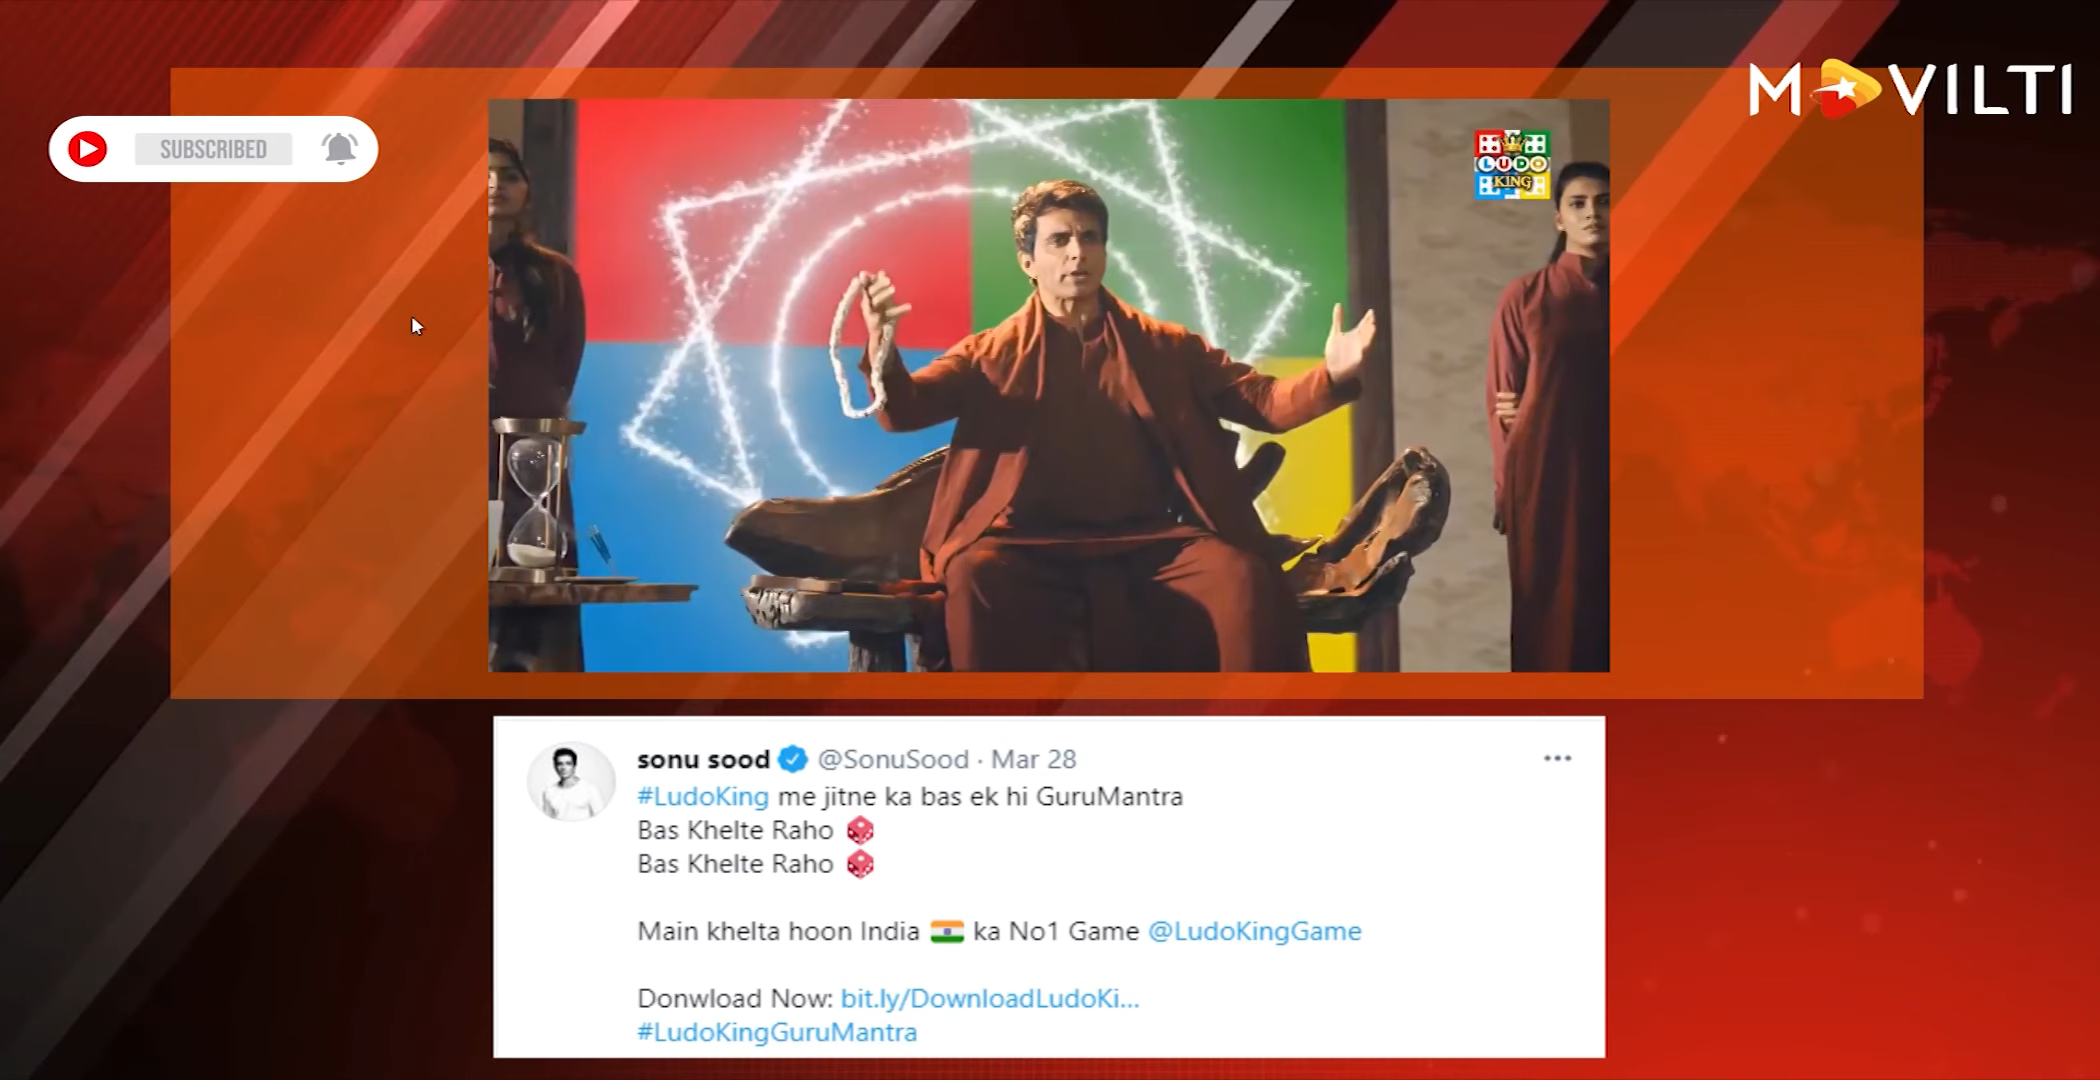 MOVILTI
SUBSCRIBED
LUDO
KING
sonu sood @SonuSood · Mar 28
#LudoKing me jitne ka bas ek hi GuruMantra
Bas Khelte Raho 🎲
Bas Khelte Raho 🎲
Main khelta hoon India 🇮🇳 ka No1 Game @LudoKingGame
Donwload Now: bit.ly/DownloadLudoKi...
#LudoKingGuruMantra